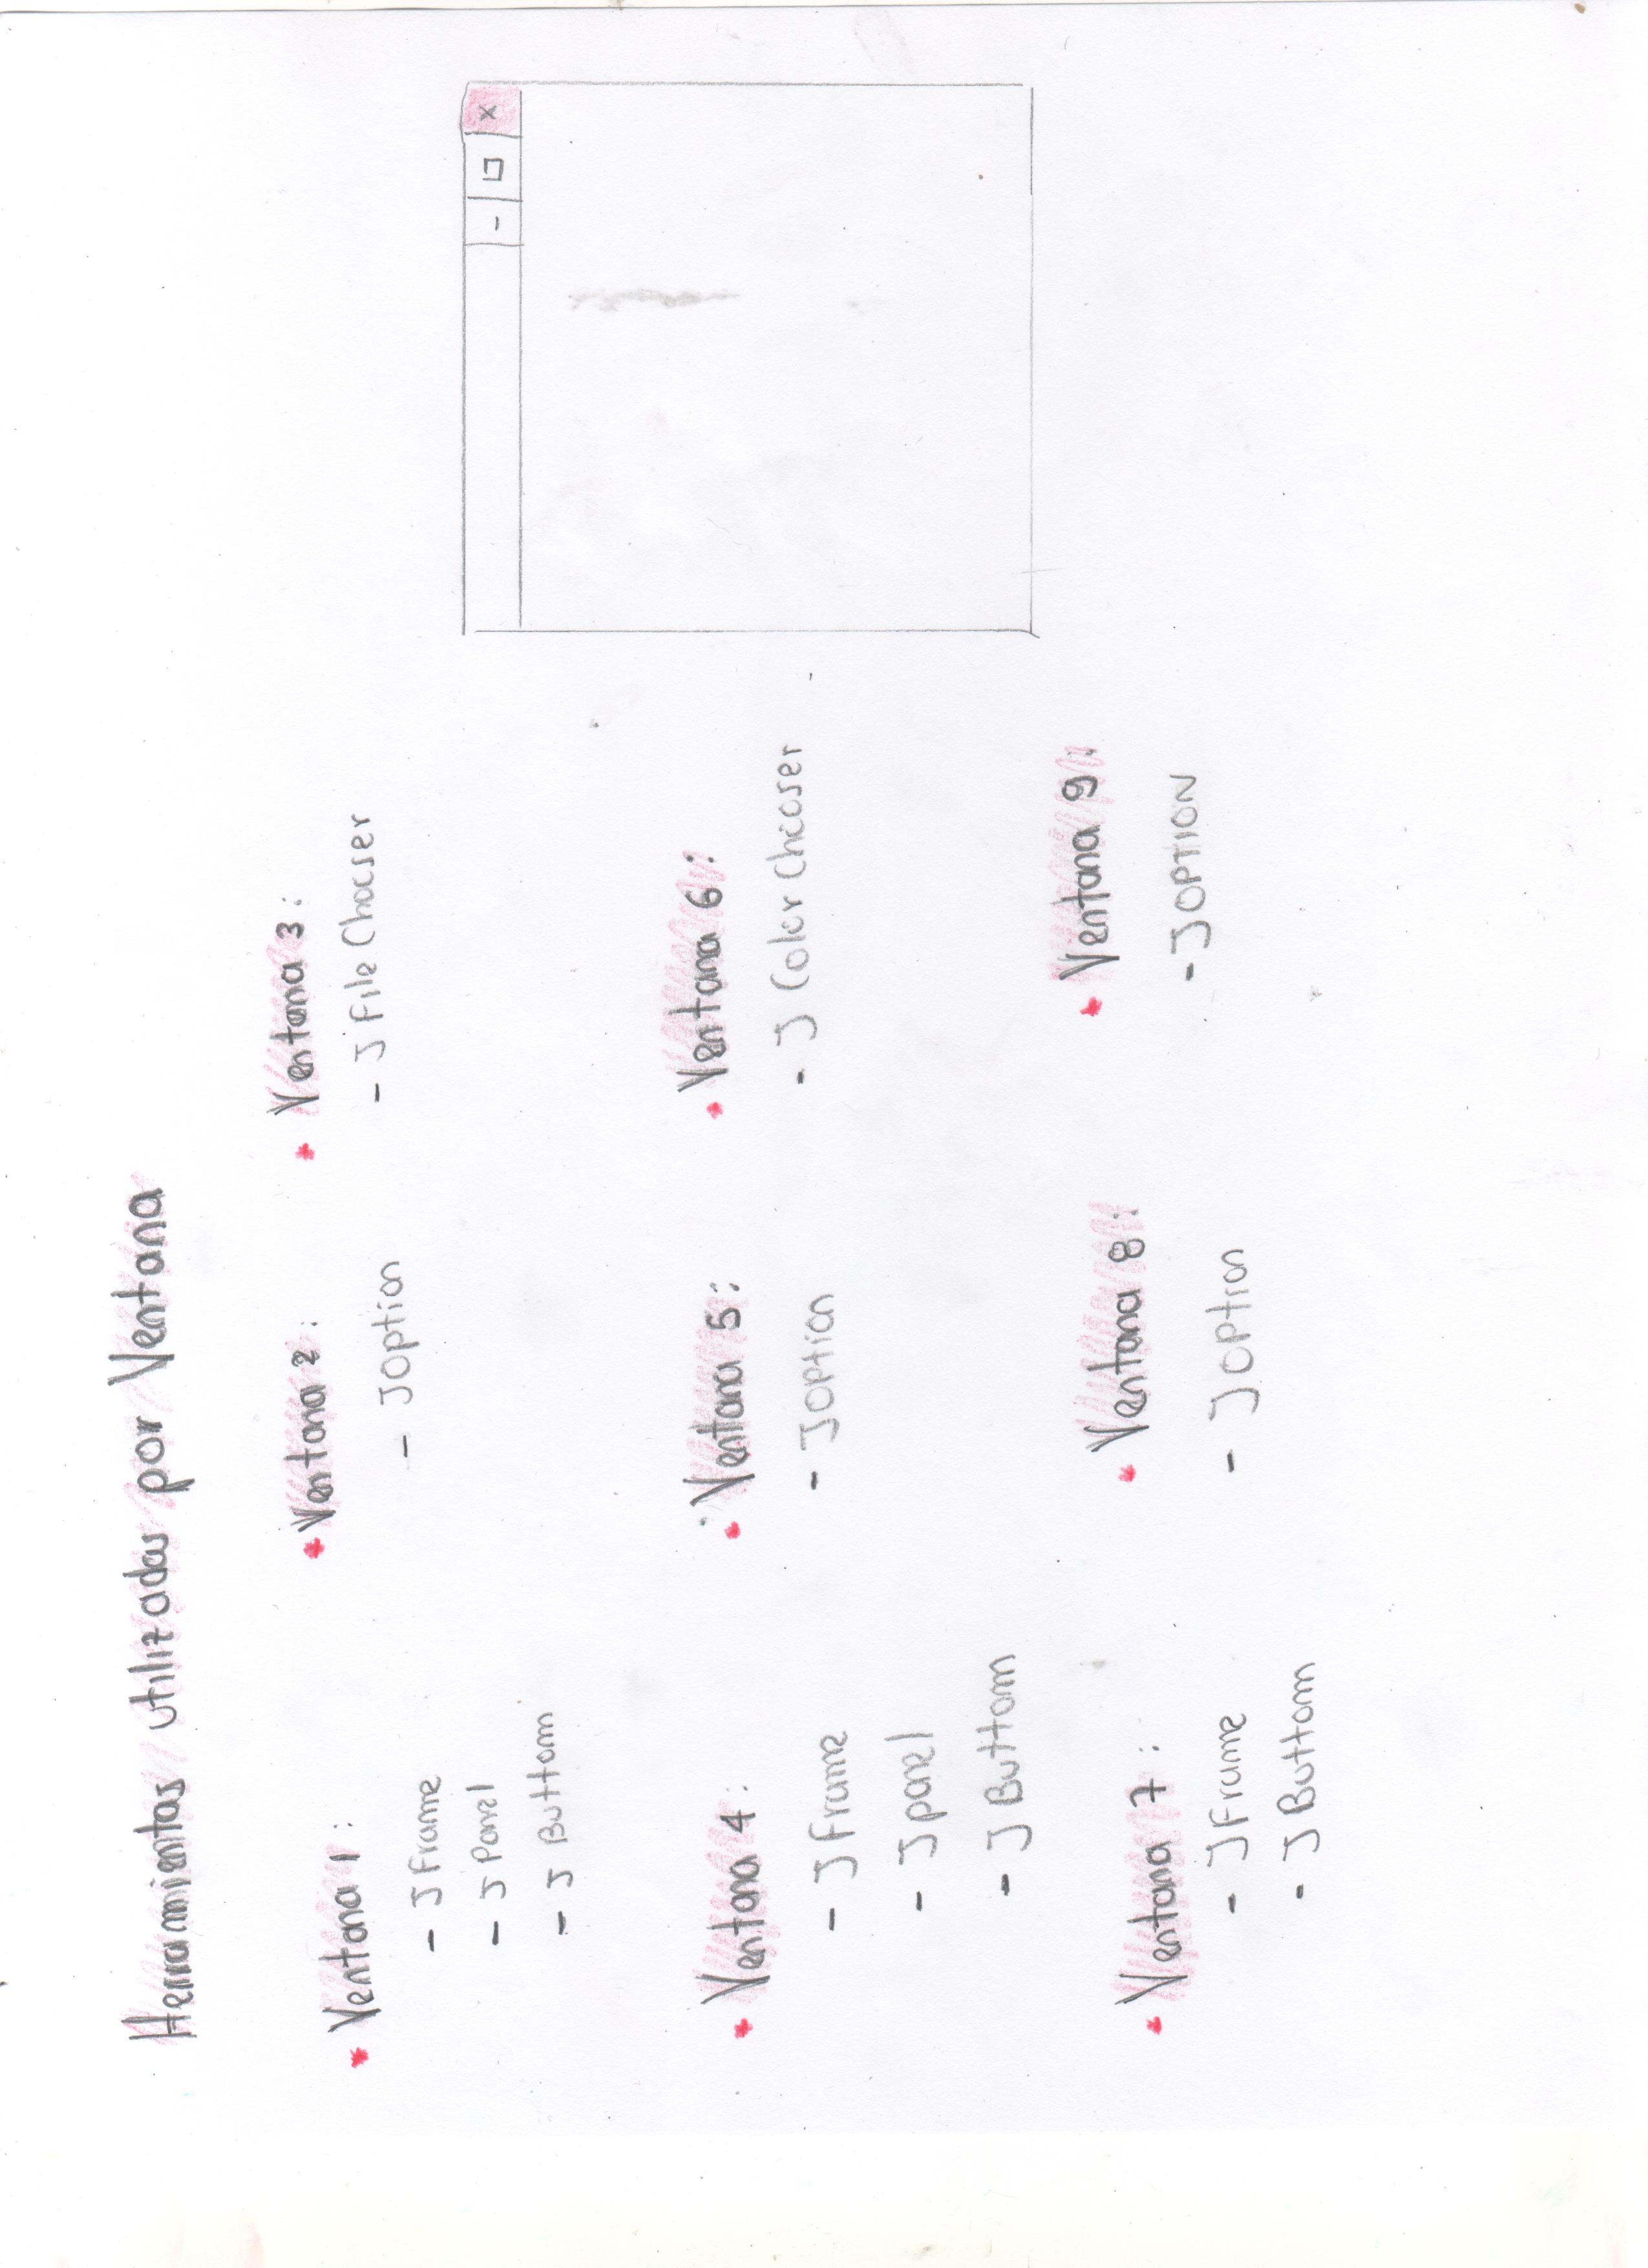 Herramientas utilizadas por Ventana
• Ventana 1:
- J Frame
- J Panel
- J Buttom
• Ventana 2:
- JOption
• Ventana 3:
- J File Chooser
• Ventana 4:
- J Frame
- J panel
- J Buttom
• Ventana 5:
- JOption
• Ventana 6:
- J Color Chooser
• Ventana 7:
- J Frame
- J Buttom
• Ventana 8:
- JOption
• Ventana 9:
- JOPTION
- □ x